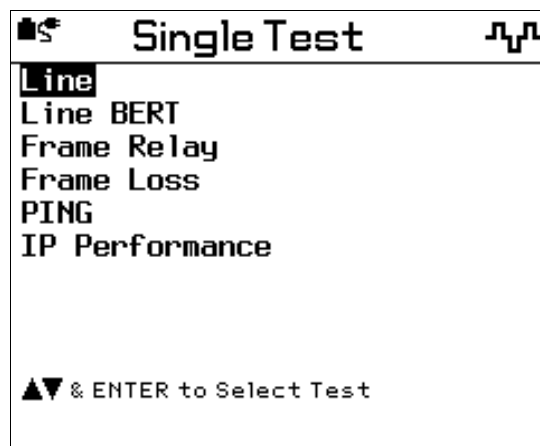 Single Test
Line
Line BERT
Frame Relay
Frame Loss
PING
IP Performance
▲▼ & ENTER to Select Test